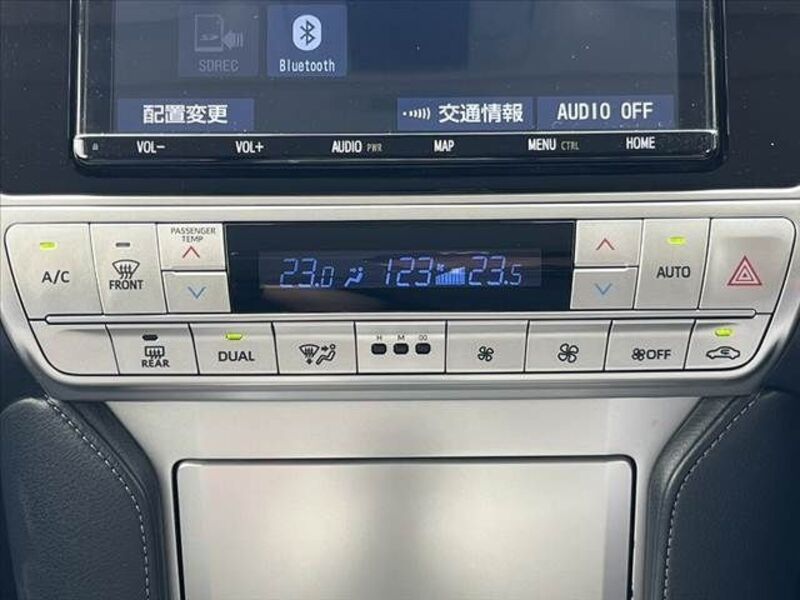 SDREC
Bluetooth
配置変更
交通情報
AUDIO OFF
VOL- VOL+ AUDIO PWR MAP MENU CTRL HOME
PASSENGER
TEMP
A/C
FRONT
23.0 123 23.5
AUTO
REAR
DUAL
H M 00
OFF